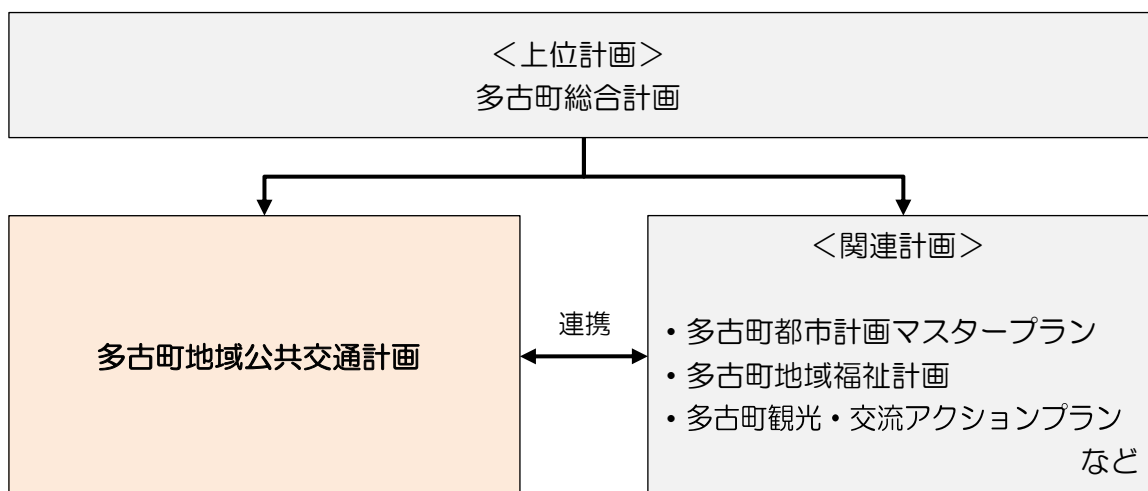 ＜上位計画＞
多古町総合計画
多古町地域公共交通計画
連携
＜関連計画＞
・多古町都市計画マスタープラン
・多古町地域福祉計画
・多古町観光・交流アクションプラン
など